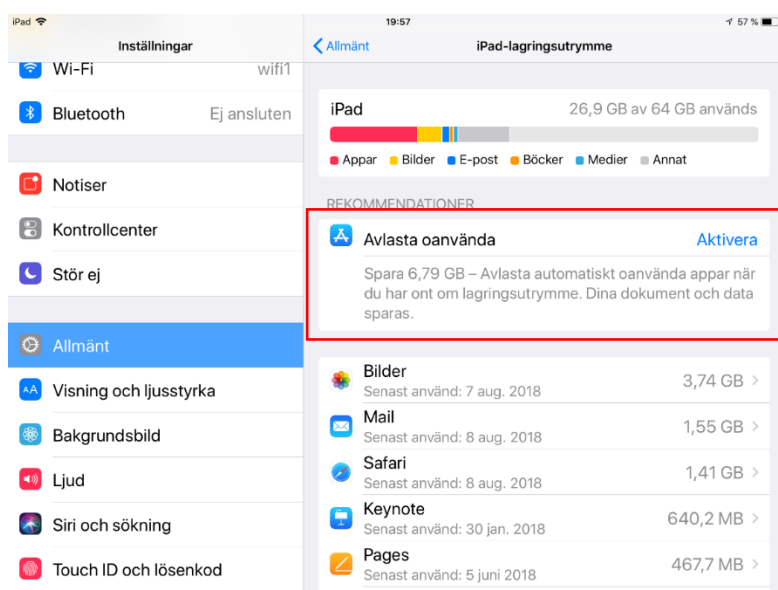 iPad 19:57 57 %
Inställningar
Wi-Fi wifi1
Bluetooth Ej ansluten
Notiser
Kontrollcenter
Stör ej
Allmänt
AA Visning och ljusstyrka
Bakgrundsbild
Ljud
Siri och sökning
Touch ID och lösenkod
Allmänt iPad-lagringsutrymme
iPad 26,9 GB av 64 GB används
Appar Bilder E-post Böcker Medier Annat
REKOMMENDATIONER
Avlasta oanvända Aktivera
Spara 6,79 GB – Avlasta automatiskt oanvända appar när
du har ont om lagringsutrymme. Dina dokument och data
sparas.
Bilder 3,74 GB
Senast använd: 7 aug. 2018
Mail 1,55 GB
Senast använd: 8 aug. 2018
Safari 1,41 GB
Senast använd: 8 aug. 2018
Keynote 640,2 MB
Senast använd: 30 jan. 2018
Pages 467,7 MB
Senast använd: 5 juni 2018